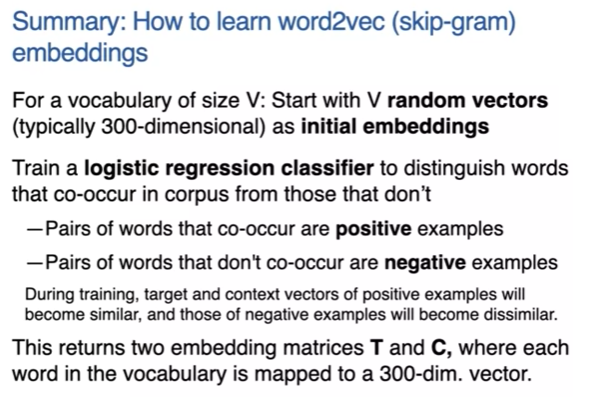 Summary: How to learn word2vec (skip-gram)
embeddings
For a vocabulary of size V: Start with V random vectors
(typically 300-dimensional) as initial embeddings
Train a logistic regression classifier to distinguish words
that co-occur in corpus from those that don't
—Pairs of words that co-occur are positive examples
—Pairs of words that don't co-occur are negative examples
During training, target and context vectors of positive examples will
become similar, and those of negative examples will become dissimilar.
This returns two embedding matrices T and C, where each
word in the vocabulary is mapped to a 300-dim. vector.